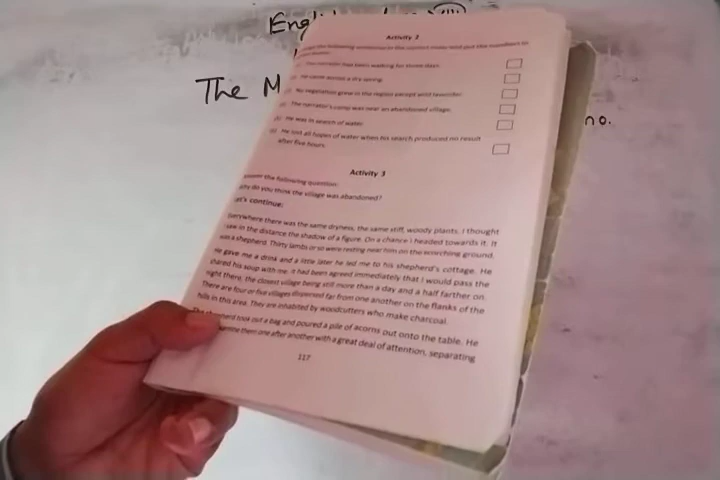 Engl
The M
no.
Activity 2
the following sentences in the correct order and put the numbers in
The narrator had been walking for three days.
He came across a dry spring.
No vegetation grew in the region except wild lavender.
The narrator's camp was near an abandoned village.
He was in search of water.
He lost all hopes of water when his search produced no result
after five hours.
Activity 3
Answer the following question:
Why do you think the village was abandoned?
Let's continue:
Everywhere there was the same dryness, the same stiff, woody plants. I thought
I saw in the distance the shadow of a figure. On a chance I headed towards it. It
was a shepherd. Thirty lambs or so were resting near him on the scorching ground.
He gave me a drink and a little later he led me to his shepherd's cottage. He
shared his soup with me. It had been agreed immediately that I would pass the
night there, the closest village being still more than a day and a half farther on.
There are four or five villages dispersed far from one another on the flanks of the
hills in this area. They are inhabited by woodcutters who make charcoal.
The shepherd took out a bag and poured a pile of acorns out onto the table. He
them one after another with a great deal of attention, separating
117